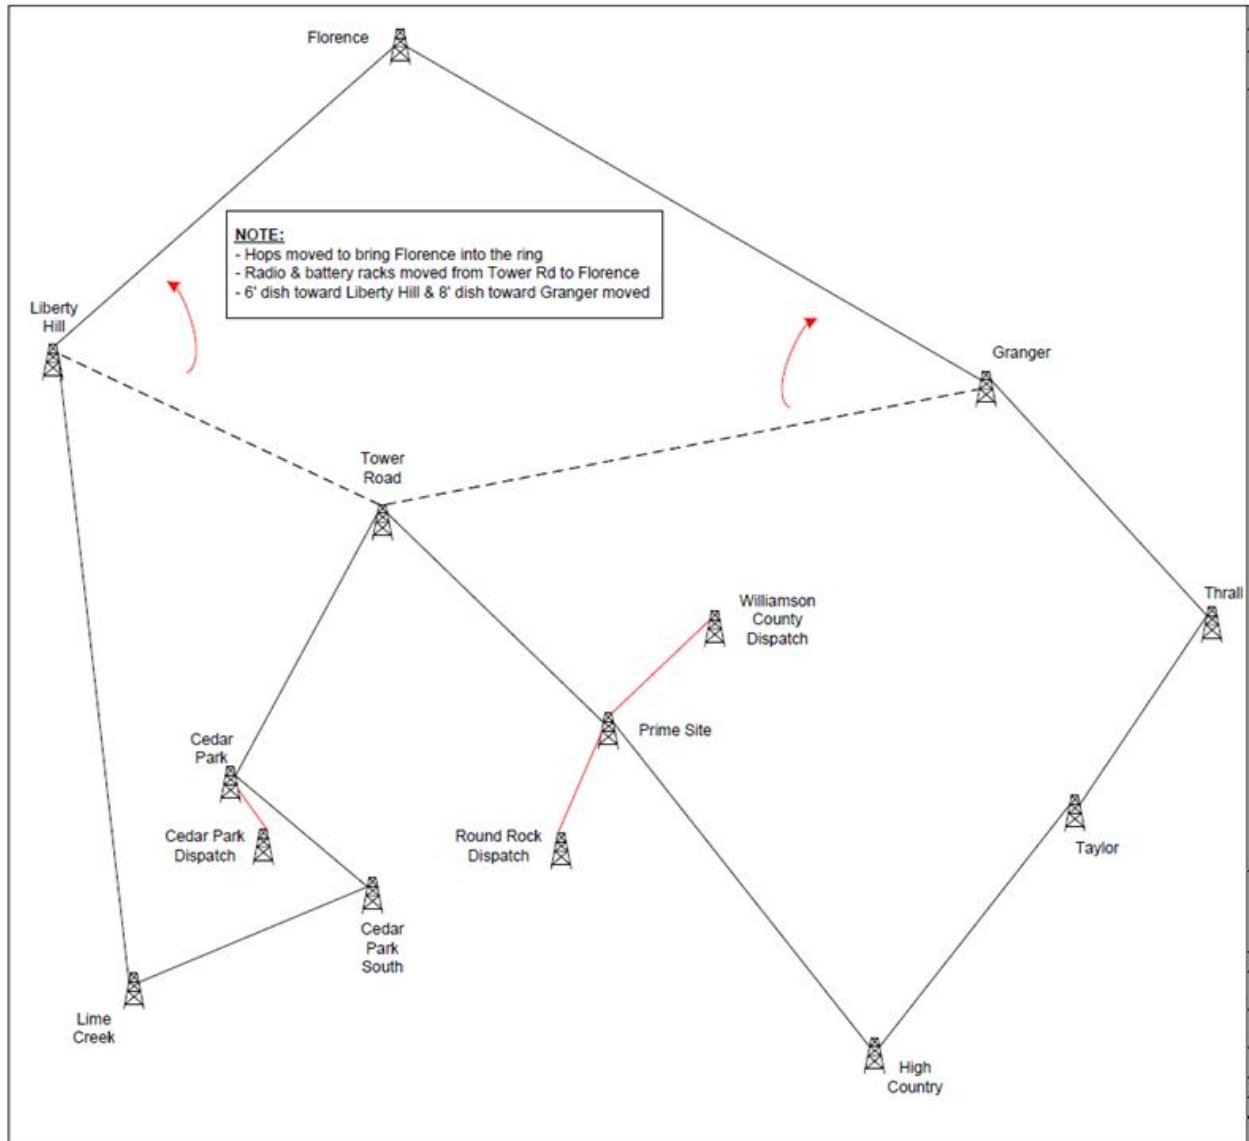 Florence
NOTE:
- Hops moved to bring Florence into the ring
- Radio & battery racks moved from Tower Rd to Florence
- 6' dish toward Liberty Hill & 8' dish toward Granger moved
Liberty
Hill
Granger
Tower
Road
Williamson
County
Dispatch
Thrall
Prime Site
Cedar
Park
Cedar Park
Dispatch
Round Rock
Dispatch
Taylor
Cedar
Park
South
Lime
Creek
High
Country